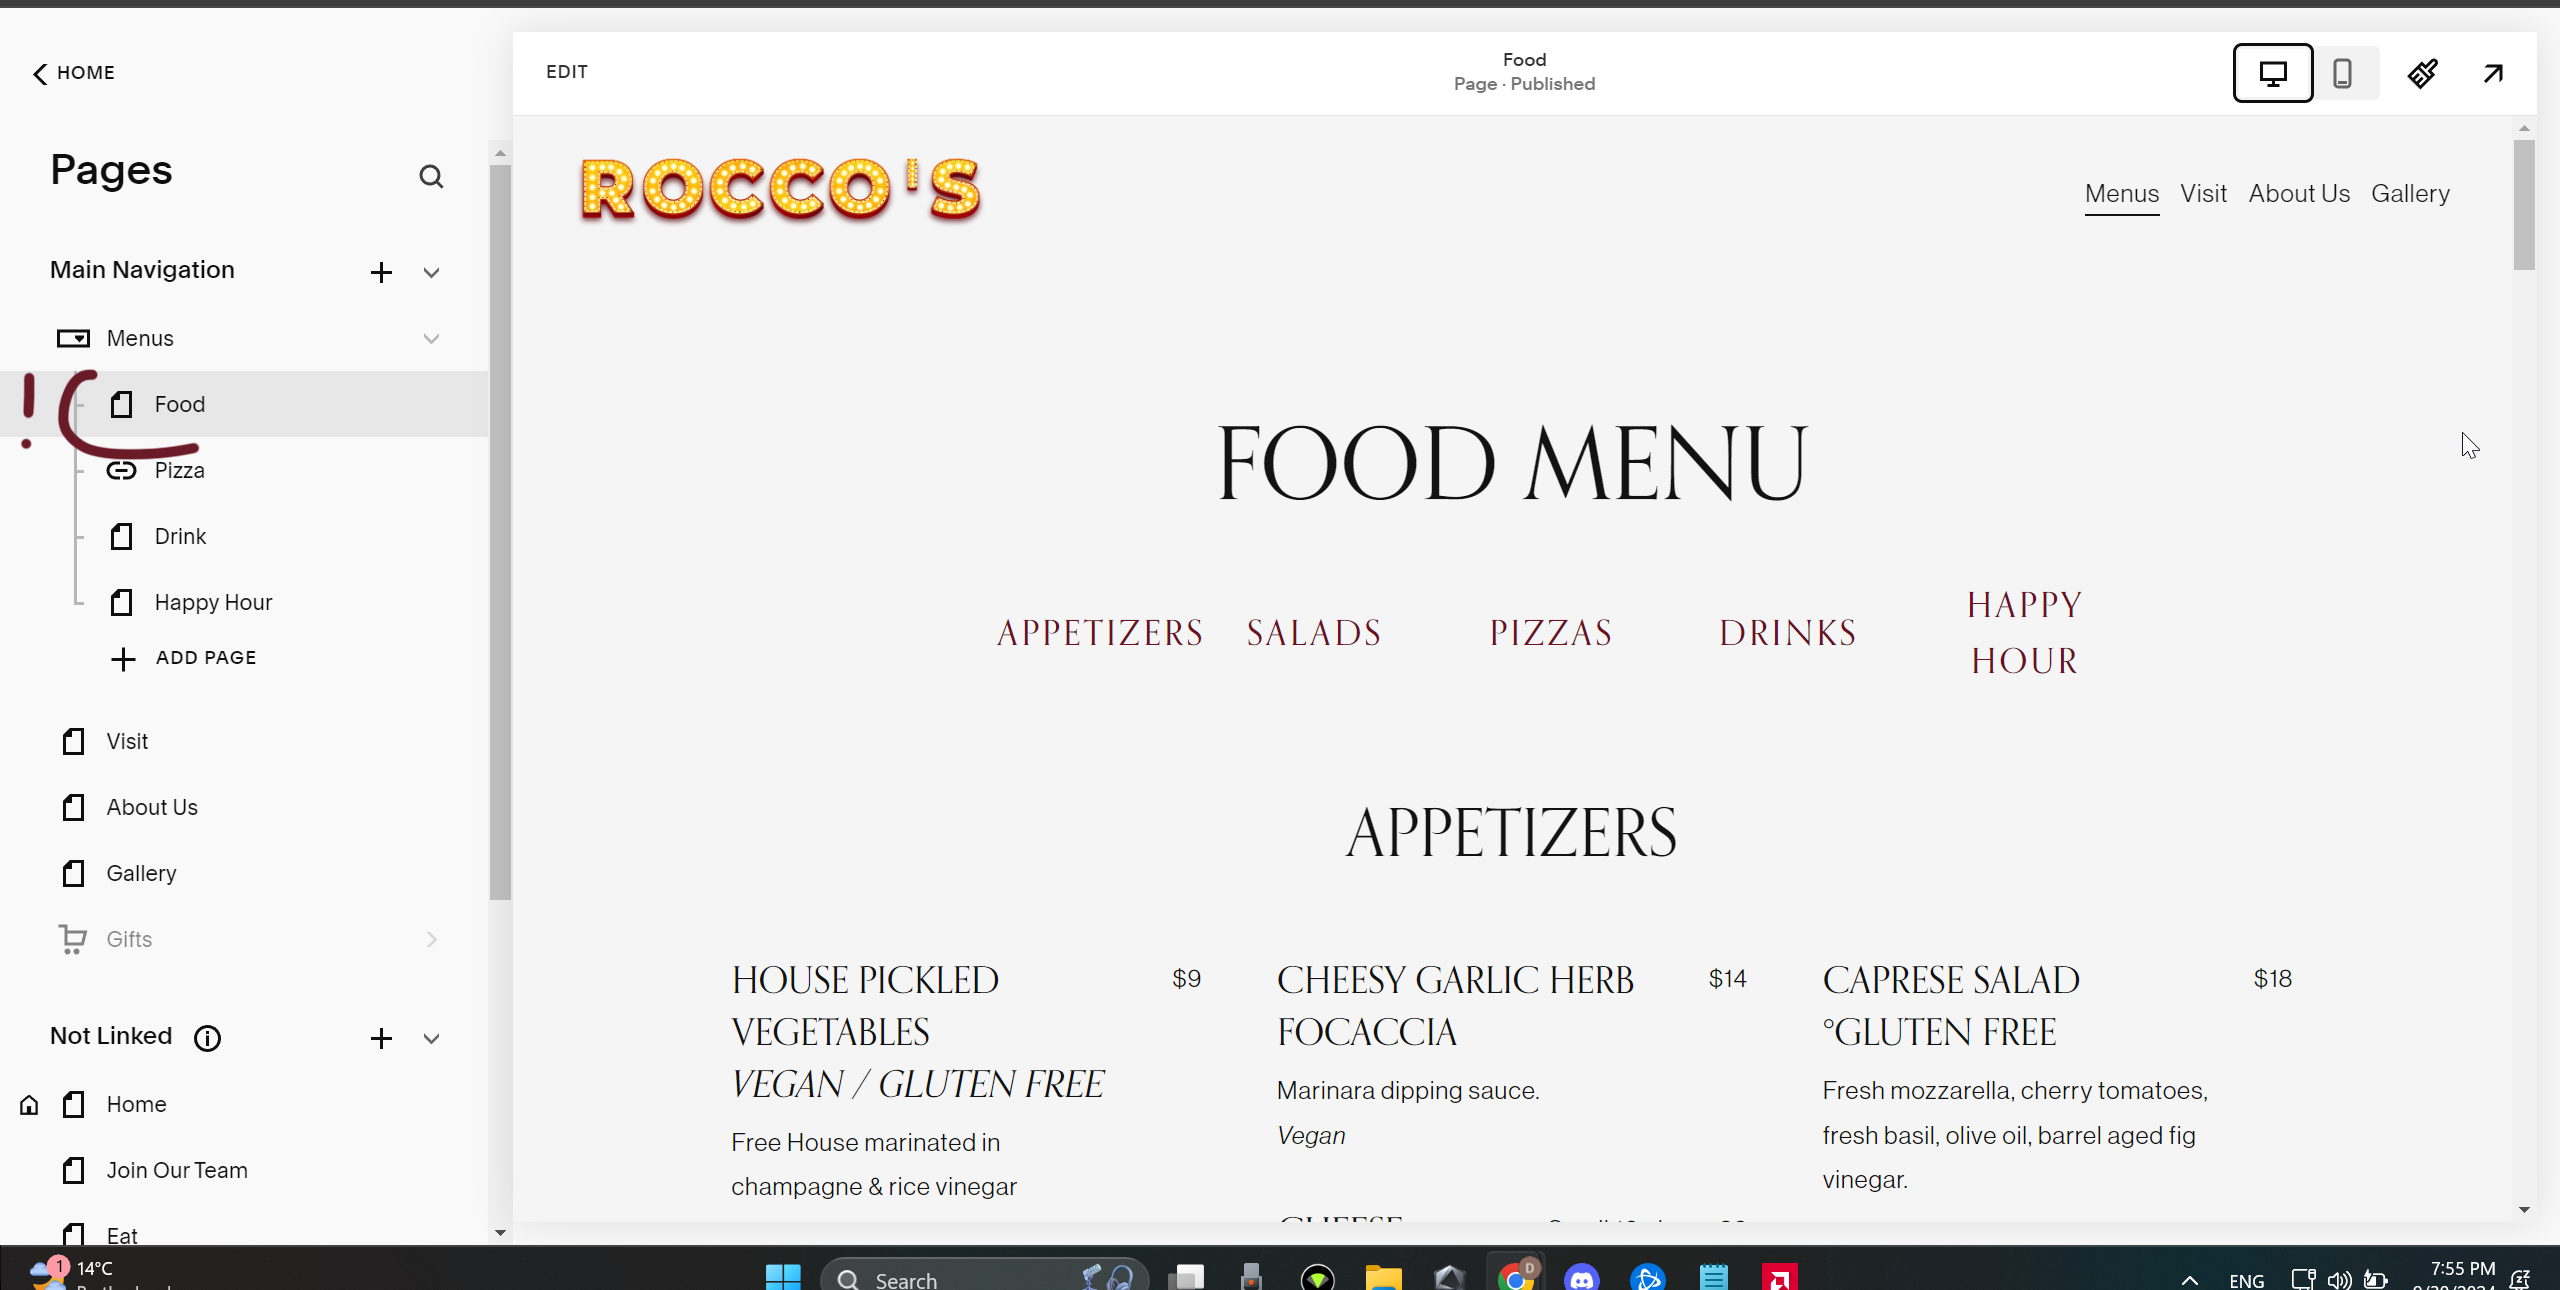 HOME
Pages
Main Navigation
Menus
Food
Pizza
Drink
Happy Hour
ADD PAGE
Visit
About Us
Gallery
Gifts
Not Linked
Home
Join Our Team
Eat
EDIT
Food
Page · Published
ROCCO'S
Menus Visit About Us Gallery
FOOD MENU
APPETIZERS SALADS PIZZAS DRINKS HAPPY
HOUR
APPETIZERS
HOUSE PICKLED $9
VEGETABLES
VEGAN / GLUTEN FREE
Free House marinated in
champagne & rice vinegar
CHEESY GARLIC HERB $14
FOCACCIA
Marinara dipping sauce.
Vegan
CAPRESE SALAD $18
°GLUTEN FREE
Fresh mozzarella, cherry tomatoes,
fresh basil, olive oil, barrel aged fig
vinegar.
1
14°C
Search
D
ENG
7:55 PM